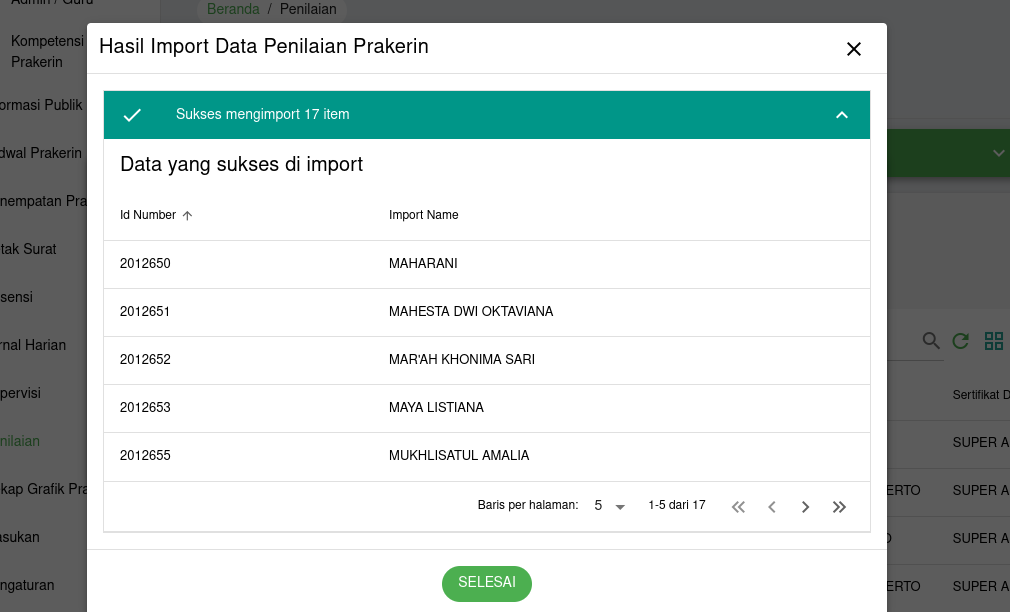 Admin / Guru
Beranda / Penilaian
Kompetensi
Prakerin
Hasil Import Data Penilaian Prakerin
ormasi Publik
Sukses mengimport 17 item
dwal Prakerin
Data yang sukses di import
nempatan Pra
Id Number Import Name
tak Surat
2012650 MAHARANI
sensi
2012651 MAHESTA DWI OKTAVIANA
rnal Harian
2012652 MAR'AH KHONIMA SARI
pervisi
Sertifikat D
2012653 MAYA LISTIANA
nilaian
SUPER A
2012655 MUKHLISATUL AMALIA
kap Grafik Pra
ERTO SUPER A
Baris per halaman: 5 1-5 dari 17
asukan
SUPER A
ngaturan
SELESAI
ERTO SUPER A